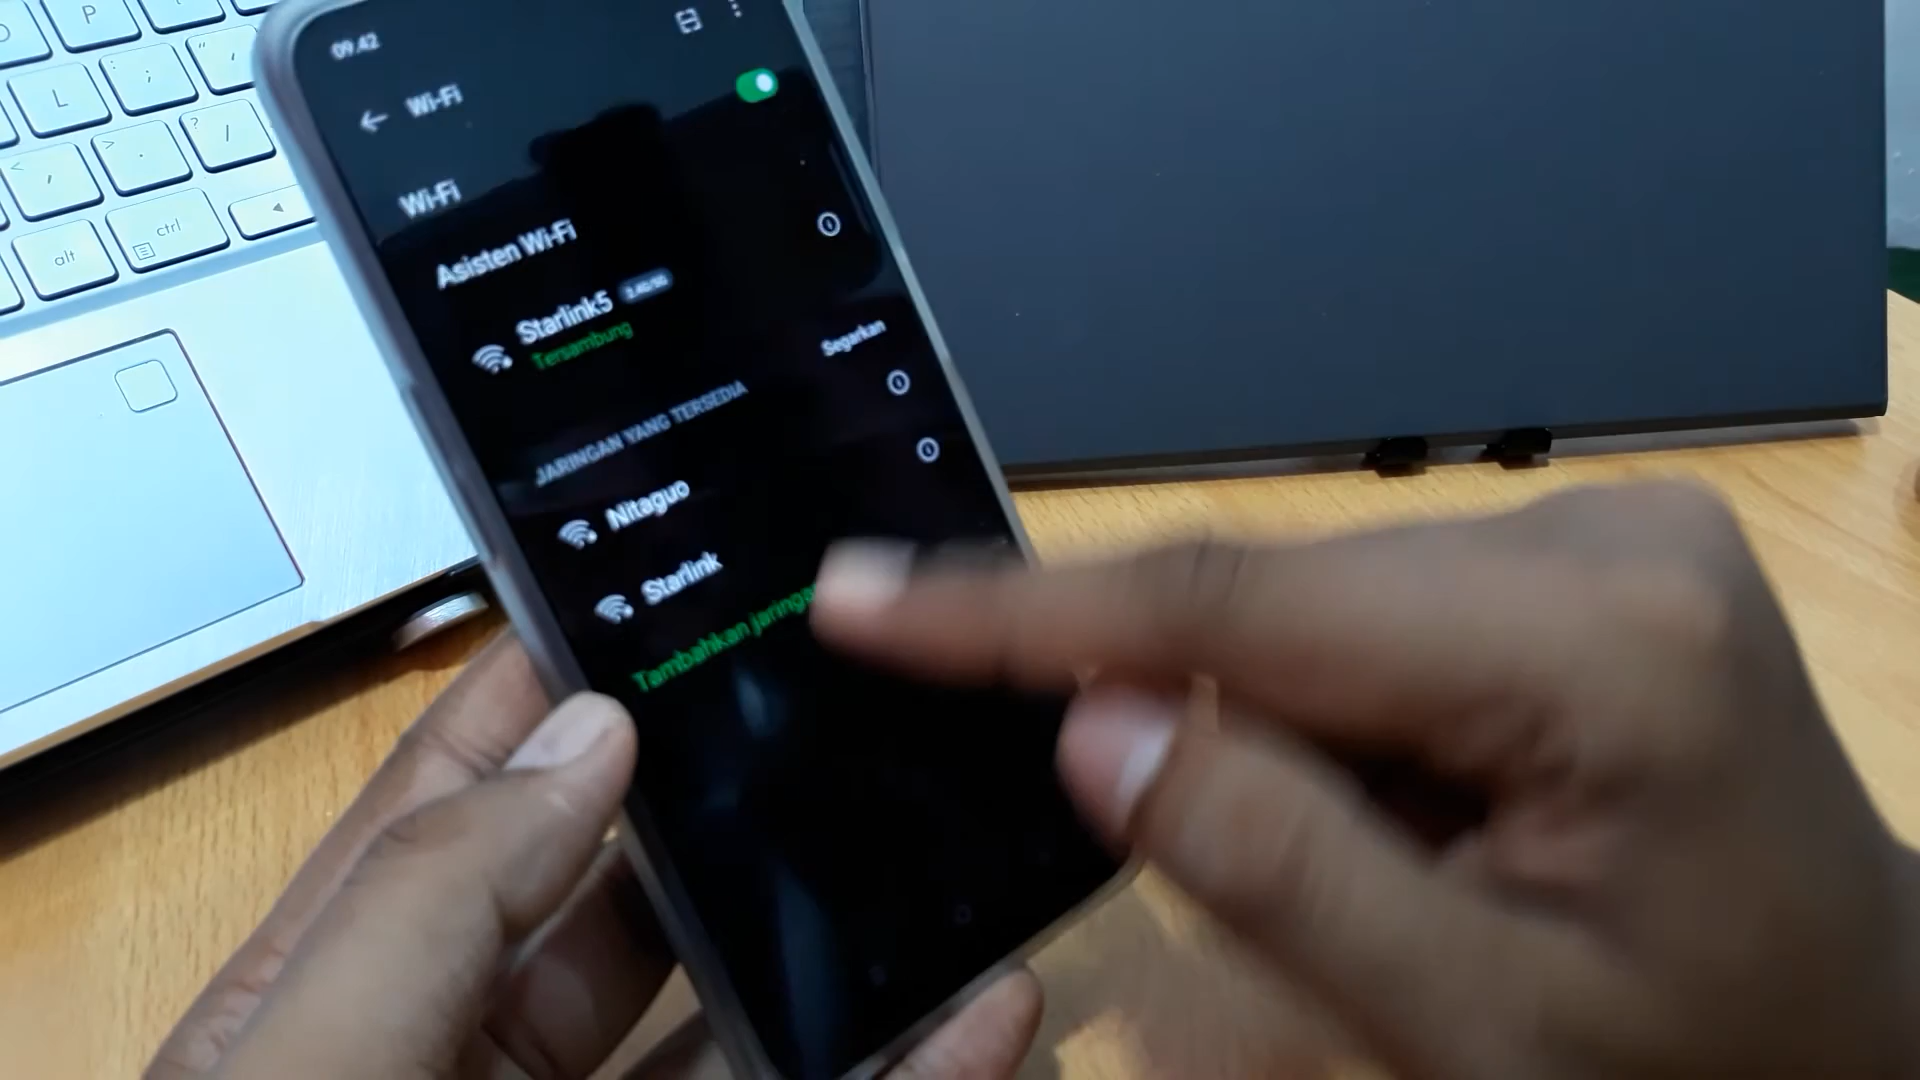 09.42
Wi-Fi
Wi-Fi
Asisten Wi-Fi
Starlink5
Tersambung
JARINGAN YANG TERSEDIA
Segarkan
Nitaguo
Starlink
Tambahkan
P
L
:
;
"
<
,
>
.
?
/
alt
ctrl